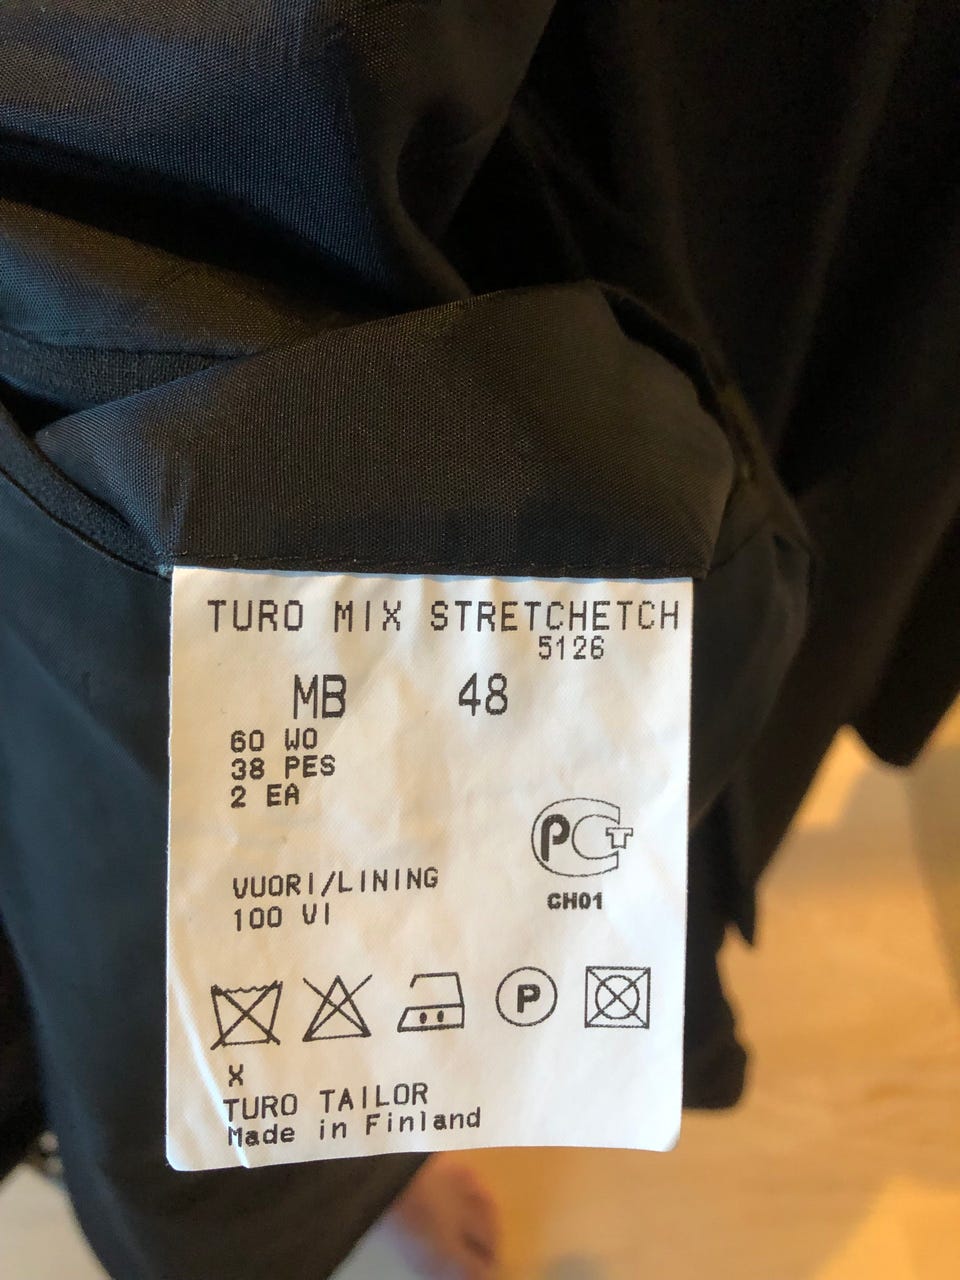 TURO MIX STRETCHETCH
5126
MB 48
60 WO
38 PES
2 EA
PCT
CH01
VUORI/LINING
100 VI
P
X
TURO TAILOR
Made in Finland